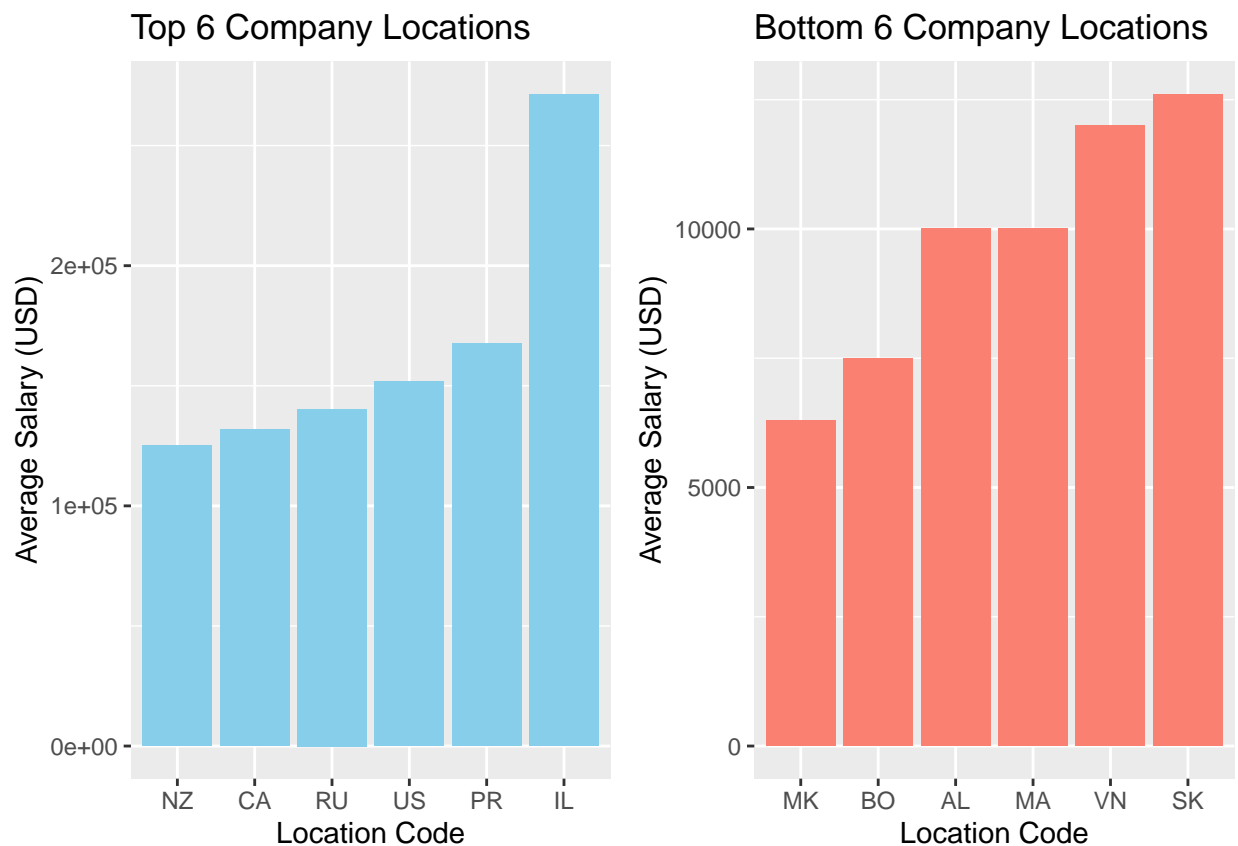 Top 6 Company Locations
Average Salary (USD)
2e+05
1e+05
0e+00
NZ CA RU US PR IL
Location Code
Bottom 6 Company Locations
Average Salary (USD)
10000
5000
0
MK BO AL MA VN SK
Location Code